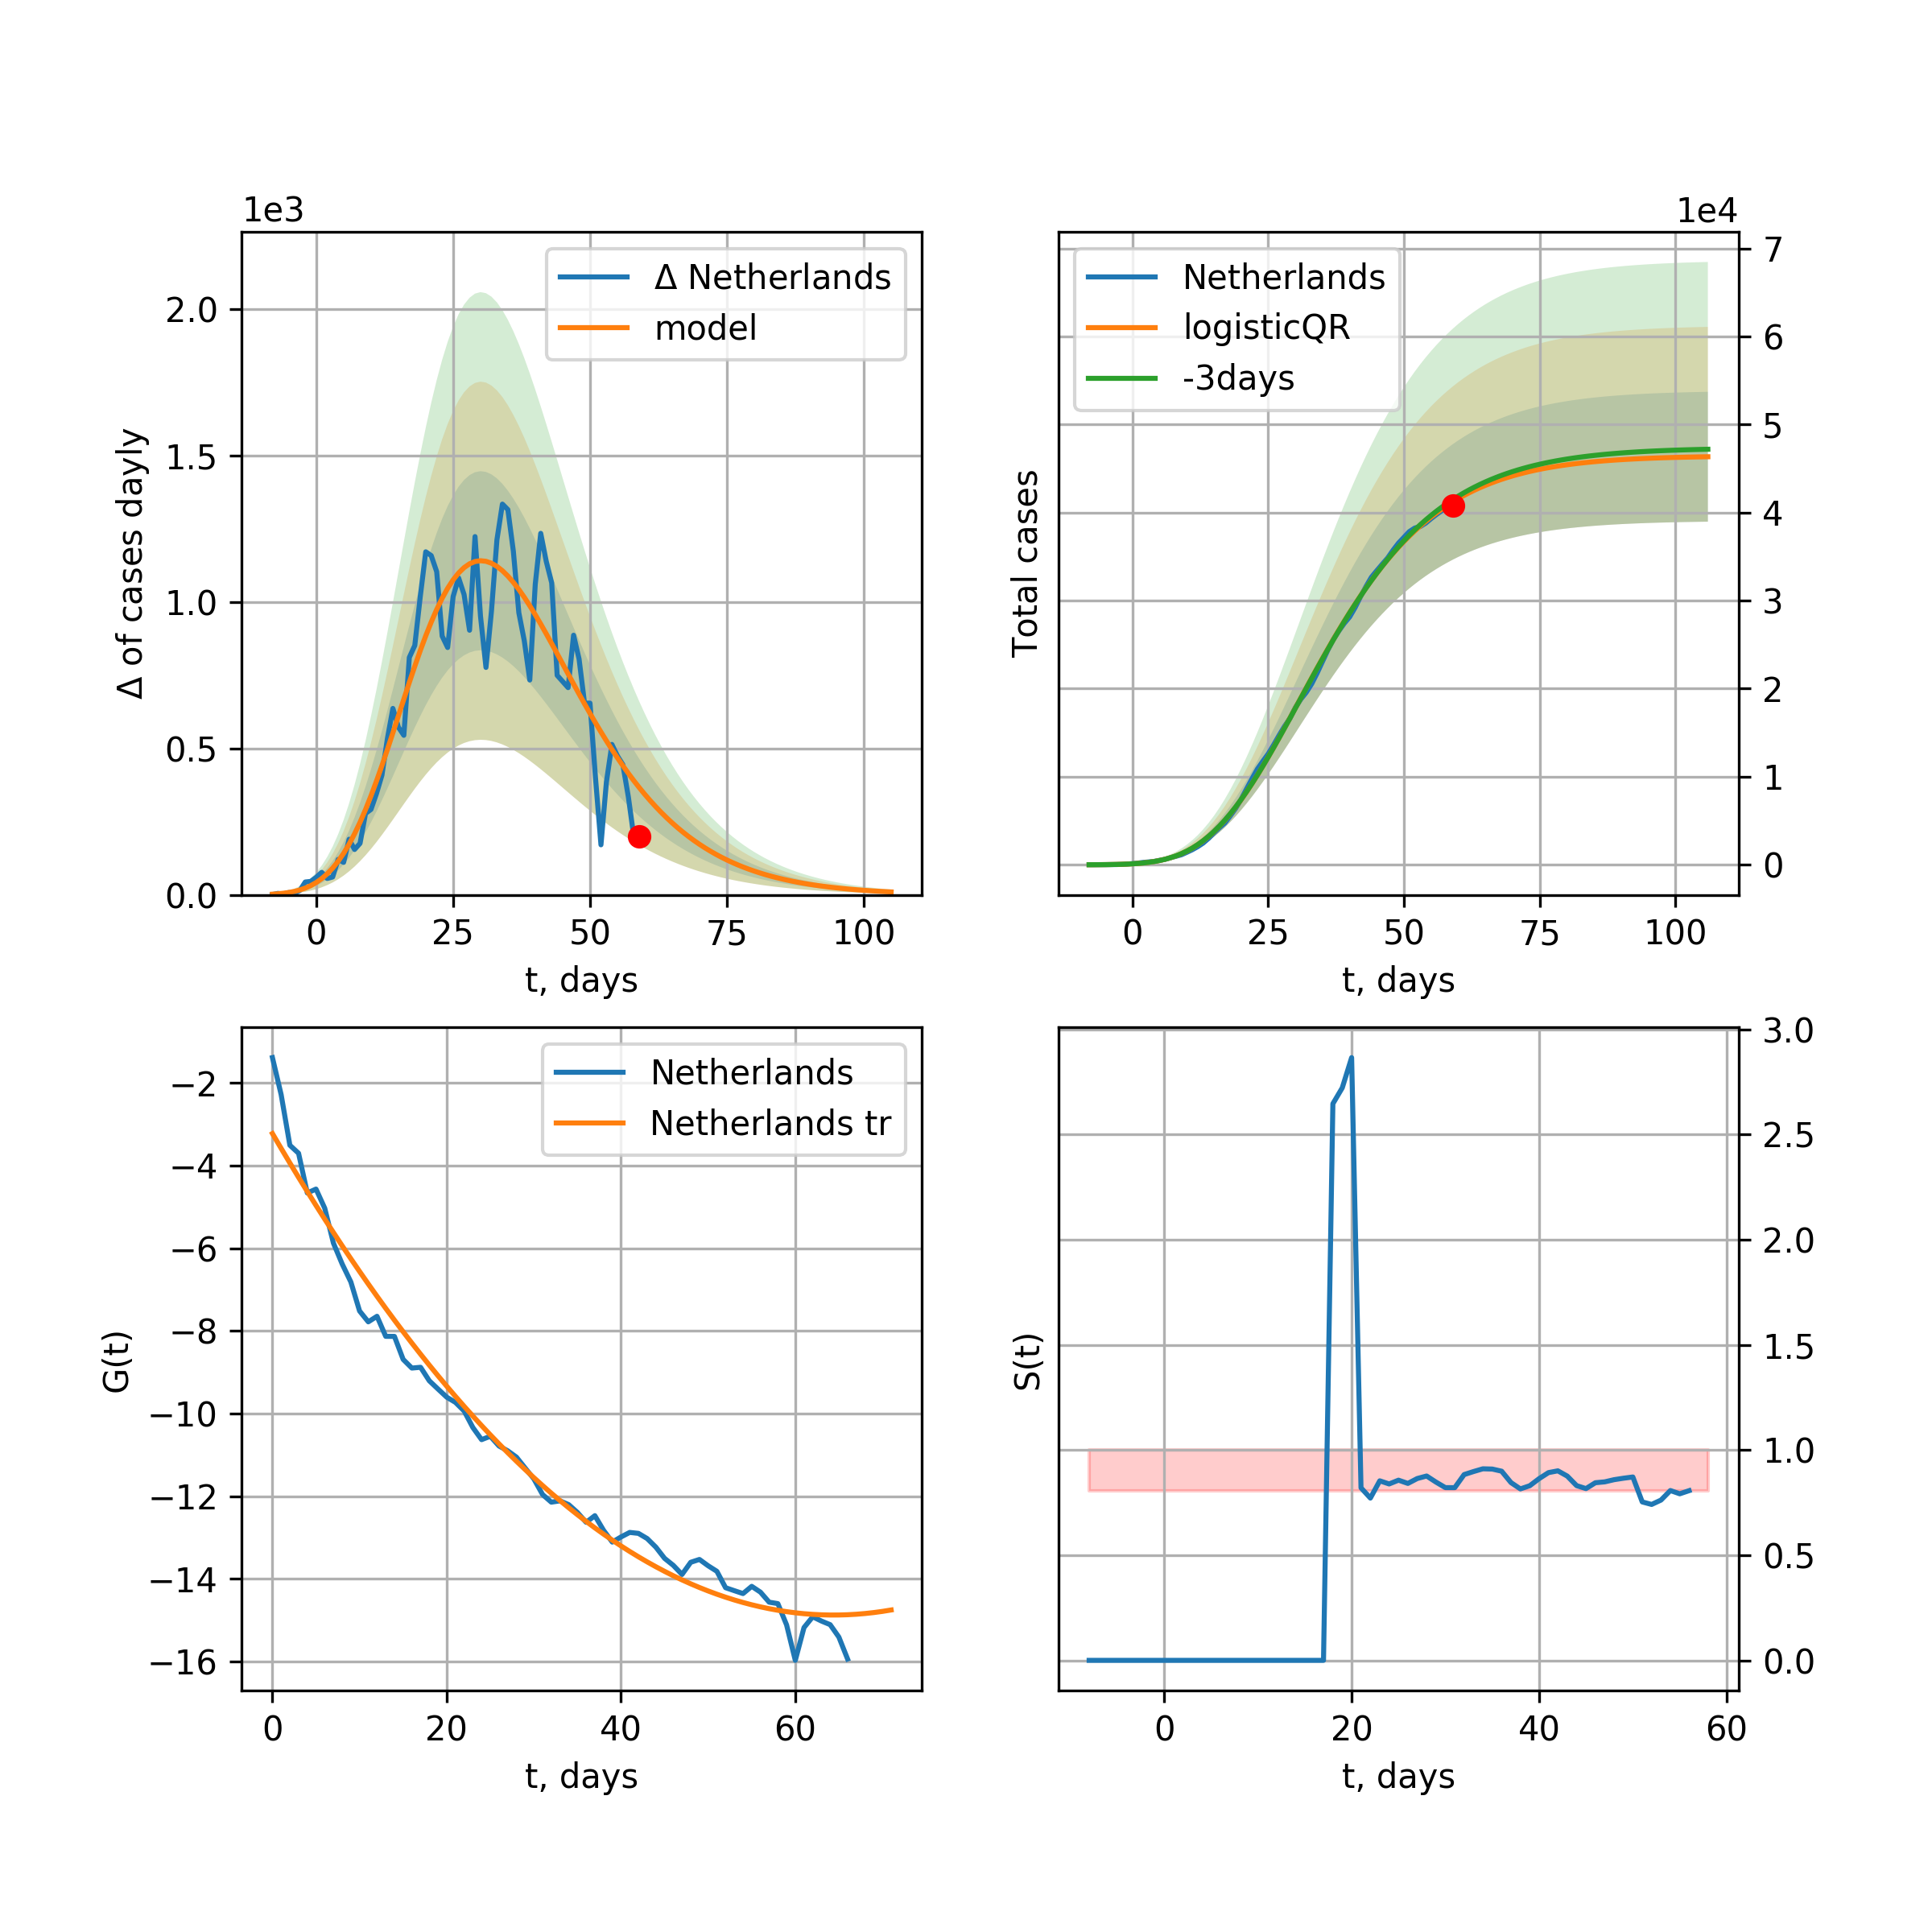 1e3
Δ Netherlands
model
2.0
1.5
1.0
0.5
0.0
Δ of cases dayly
0 25 50 75 100
t, days
1e4
Netherlands
logisticQR
-3days
7
6
5
4
3
2
1
0
Total cases
0 25 50 75 100
t, days
Netherlands
Netherlands tr
−2
−4
−6
−8
−10
−12
−14
−16
G(t)
0 20 40 60
t, days
3.0
2.5
2.0
1.5
1.0
0.5
0.0
S(t)
0 20 40 60
t, days